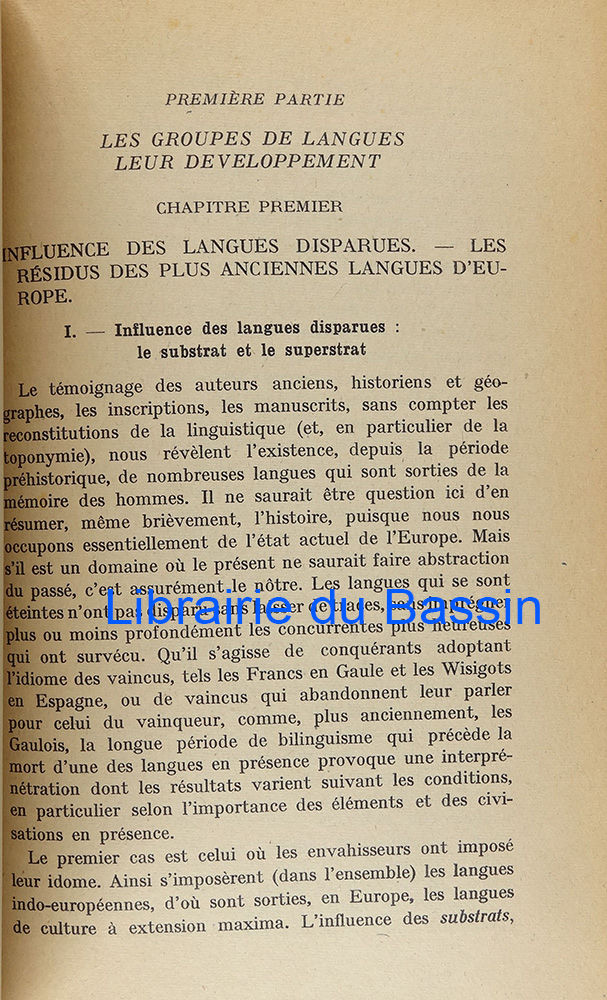 PREMIÈRE PARTIE
LES GROUPES DE LANGUES
LEUR DEVELOPPEMENT
CHAPITRE PREMIER
INFLUENCE DES LANGUES DISPARUES. — LES
RÉSIDUS DES PLUS ANCIENNES LANGUES D'EU-
ROPE.
I. — Influence des langues disparues :
le substrat et le superstrat
Le témoignage des auteurs anciens, historiens et géo-
graphes, les inscriptions, les manuscrits, sans compter les
reconstitutions de la linguistique (et, en particulier de la
toponymie), nous révèlent l'existence, depuis la période
préhistorique, de nombreuses langues qui sont sorties de la
mémoire des hommes. Il ne saurait être question ici d'en
résumer, même brièvement, l'histoire, puisque nous nous
occupons essentiellement de l'état actuel de l'Europe. Mais
s'il est un domaine où le présent ne saurait faire abstraction
du passé, c'est assurément le nôtre. Les langues qui se sont
éteintes n'ont pas disparu sans laisser de traces, sans imprégner
Librairie du Bassin
plus ou moins profondément les concurrentes plus heureuses
qui ont survécu. Qu'il s'agisse de conquérants adoptant
l'idiome des vaincus, tels les Francs en Gaule et les Wisigots
en Espagne, ou de vaincus qui abandonnent leur parler
pour celui du vainqueur, comme, plus anciennement, les
Gaulois, la longue période de bilinguisme qui précède la
mort d'une des langues en présence provoque une interpré-
nétration dont les résultats varient suivant les conditions,
en particulier selon l'importance des éléments et des civi-
sations en présence.
Le premier cas est celui où les envahisseurs ont imposé
leur idome. Ainsi s'imposèrent (dans l'ensemble) les langues
indo-européennes, d'où sont sorties, en Europe, les langues
de culture à extension maxima. L'influence des substrats,